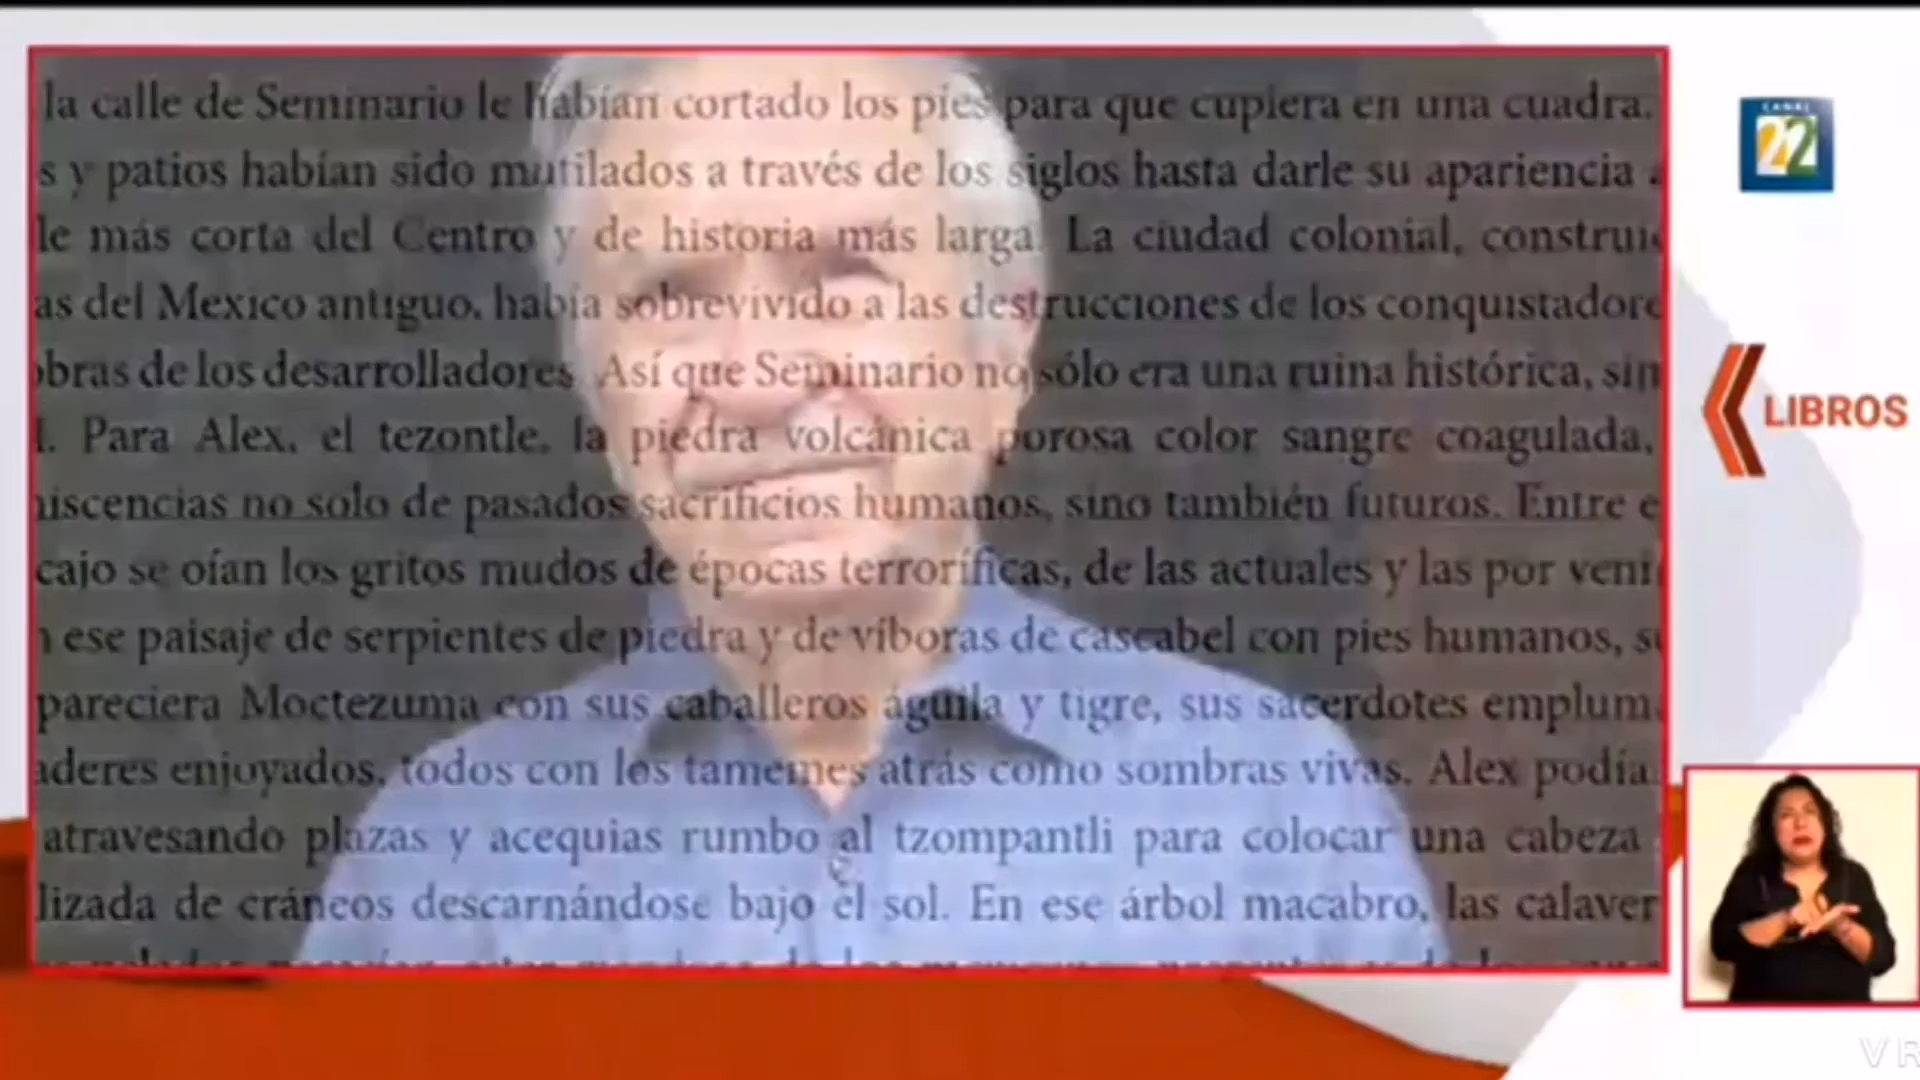 la calle de Seminario le habían cortado los pies para que cupiera en una cuadra.
s y patios habían sido mutilados a través de los siglos hasta darle su apariencia
le más corta del Centro y de historia más larga. La ciudad colonial, construi
as del Mexico antiguo, había sobrevivido a las destrucciones de los conquistadore
obras de los desarrolladores. Así que Seminario no sólo era una ruina histórica, sin
l. Para Alex, el tezontle, la piedra volcánica porosa color sangre coagulada,
iscencias no solo de pasados sacrificios humanos, sino también futuros. Entre e
cajo se oían los gritos mudos de épocas terroríficas, de las actuales y las por veni
n ese paisaje de serpientes de piedra y de víboras de cascabel con pies humanos, s
pareciera Moctezuma con sus caballeros águila y tigre, sus sacerdotes empluma
aderes enjoyados, todos con los tamemes atrás como sombras vivas. Alex podía
atravesando plazas y acequias rumbo al tzompantli para colocar una cabeza
lizada de cráneos descarnándose bajo el sol. En ese árbol macabro, las calaver
CANAL
22
LIBROS
VR